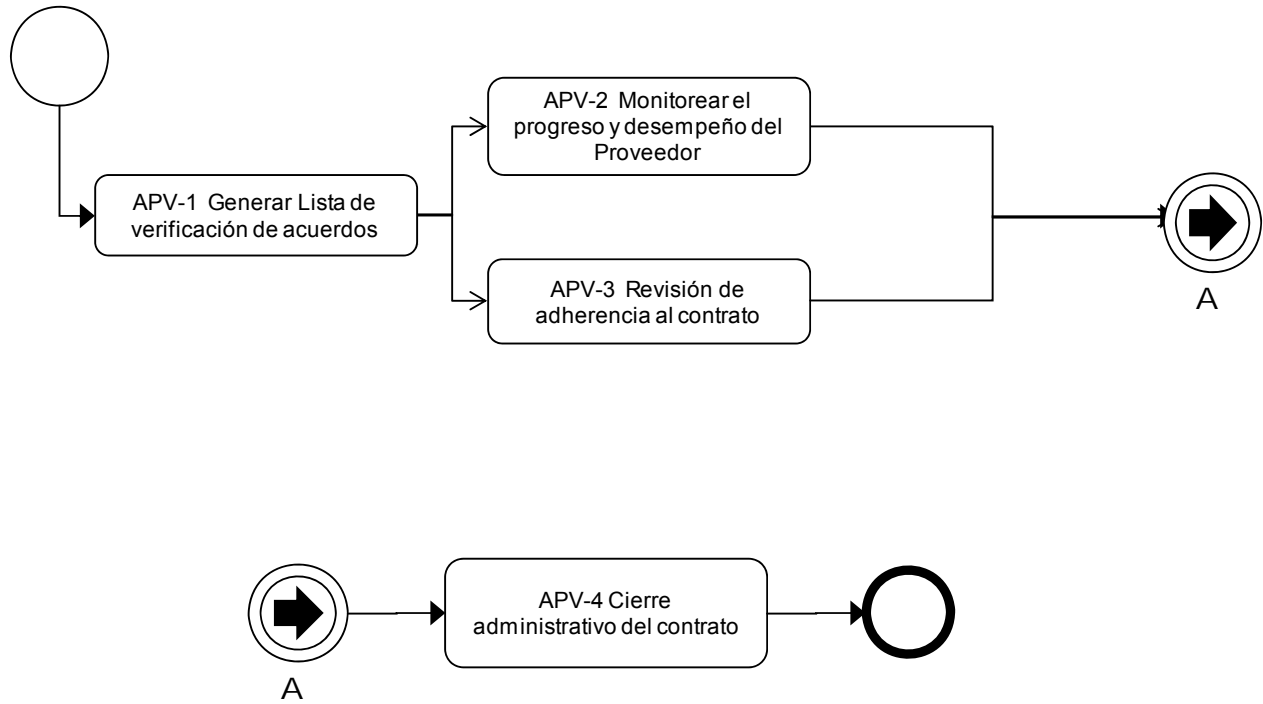 APV-2 Monitorear el
progreso y desempeño del
Proveedor
APV-1 Generar Lista de
verificación de acuerdos
APV-3 Revisión de
adherencia al contrato
A
APV-4 Cierre
administrativo del contrato
A